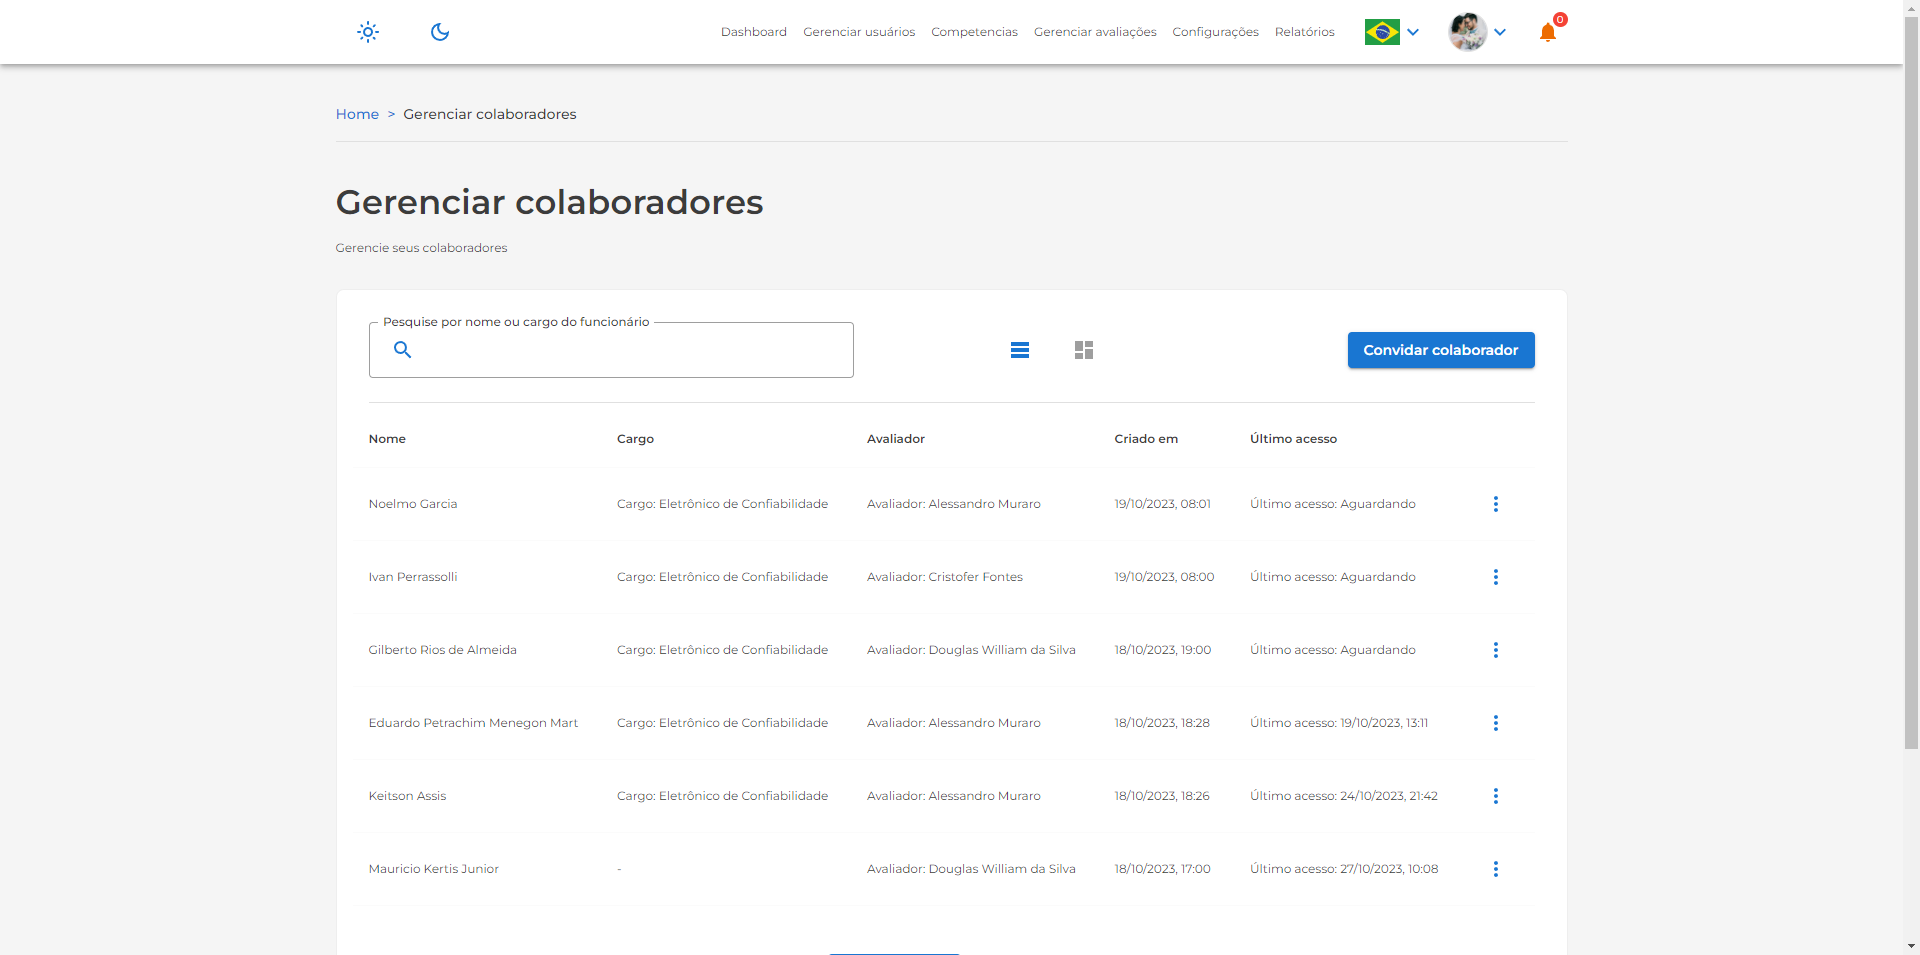 Dashboard Gerenciar usuários Competencias Gerenciar avaliações Configurações Relatórios 0
Home > Gerenciar colaboradores
Gerenciar colaboradores
Gerencie seus colaboradores
Pesquise por nome ou cargo do funcionário
Convidar colaborador
Nome Cargo Avaliador Criado em Último acesso
Noelmo Garcia Cargo: Eletrônico de Confiabilidade Avaliador: Alessandro Muraro 19/10/2023, 08:01 Último acesso: Aguardando
Ivan Perrassolli Cargo: Eletrônico de Confiabilidade Avaliador: Cristofer Fontes 19/10/2023, 08:00 Último acesso: Aguardando
Gilberto Rios de Almeida Cargo: Eletrônico de Confiabilidade Avaliador: Douglas William da Silva 18/10/2023, 19:00 Último acesso: Aguardando
Eduardo Petrachim Menegon Mart Cargo: Eletrônico de Confiabilidade Avaliador: Alessandro Muraro 18/10/2023, 18:28 Último acesso: 19/10/2023, 13:11
Keitson Assis Cargo: Eletrônico de Confiabilidade Avaliador: Alessandro Muraro 18/10/2023, 18:26 Último acesso: 24/10/2023, 21:42
Mauricio Kertis Junior - Avaliador: Douglas William da Silva 18/10/2023, 17:00 Último acesso: 27/10/2023, 10:08